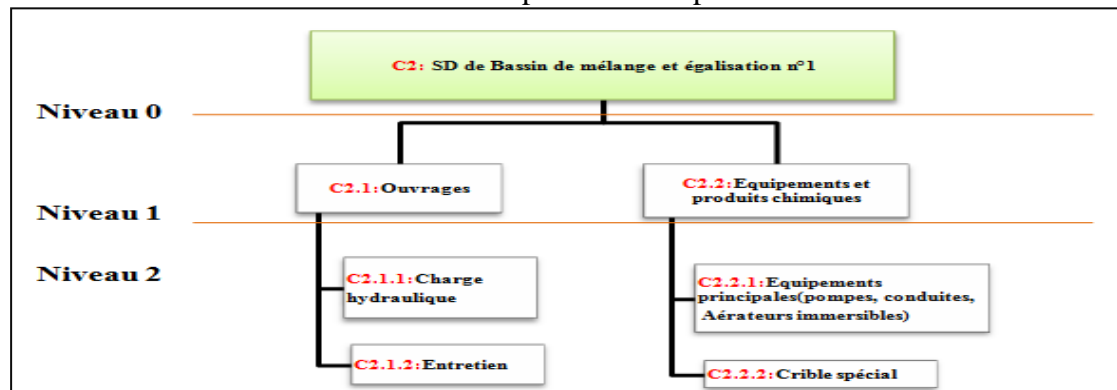 C2: SD de Bassin de mélange et égalisation n°1
Niveau 0
C2.1:Ouvrages
C2.2:Equipements et
produits chimiques
Niveau 1
Niveau 2
C2.1.1:Charge
hydraulique
C2.2.1:Equipements
principales(pompes, conduites,
Aérateurs immersibles)
C2.1.2:Entretien
C2.2.2:Crible spécial